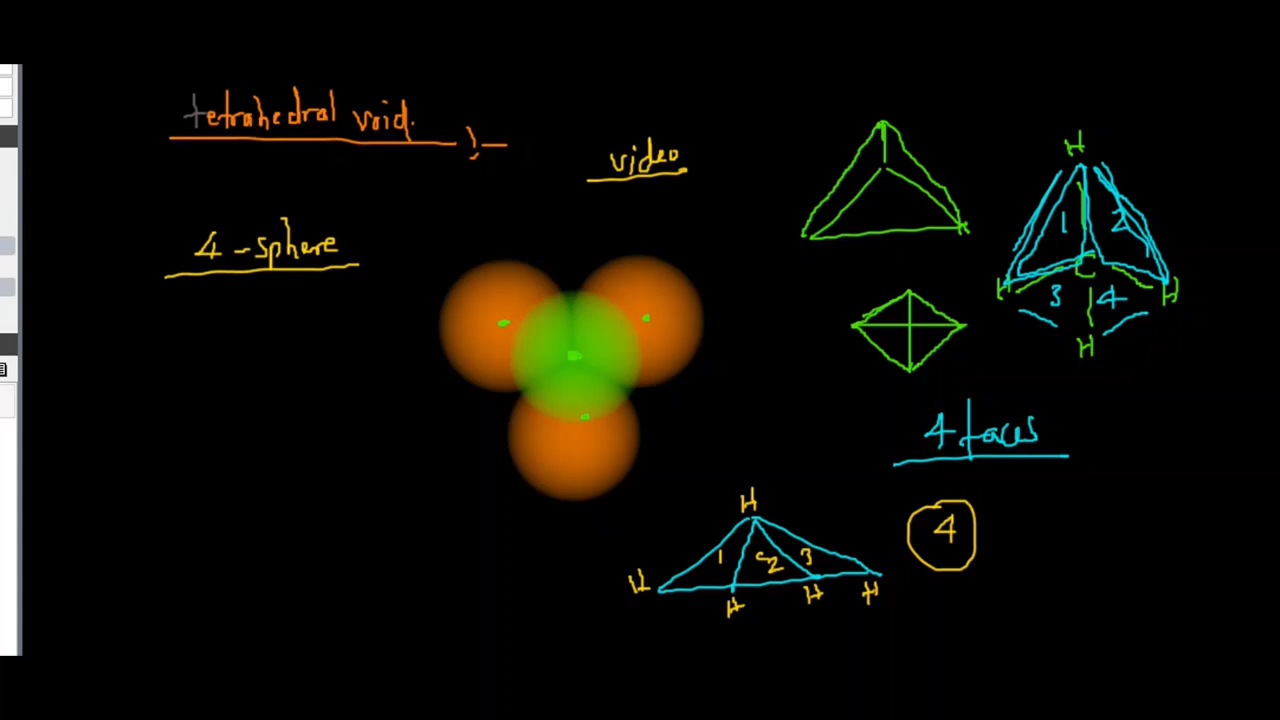 tetrahedral void :-
video
4 - sphere
H
1 2
H C H
3 4
H
4 faces
4
H
1 C 2 3
H H H H